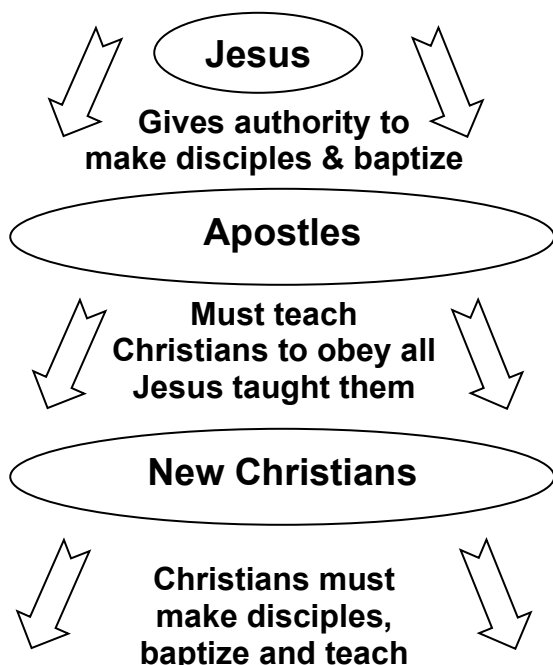 Jesus
Gives authority to
make disciples & baptize
Apostles
Must teach
Christians to obey all
Jesus taught them
New Christians
Christians must
make disciples,
baptize and teach